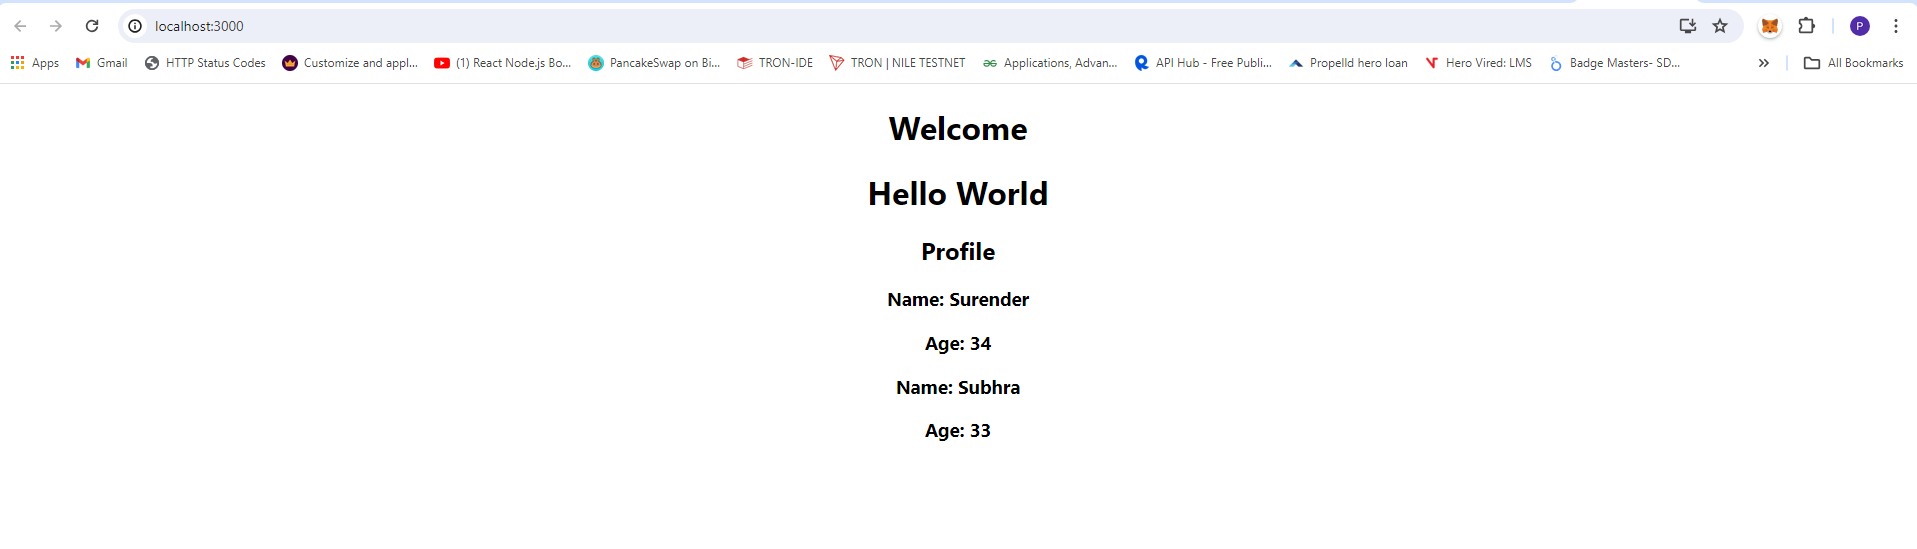 localhost:3000
P
Apps Gmail HTTP Status Codes Customize and appl... (1) React Node.js Bo... PancakeSwap on Bi... TRON-IDE TRON | NILE TESTNET Applications, Advan... API Hub - Free Publi... Propelld hero loan Hero Vired: LMS Badge Masters- SD... » All Bookmarks
Welcome
Hello World
Profile
Name: Surender
Age: 34
Name: Subhra
Age: 33